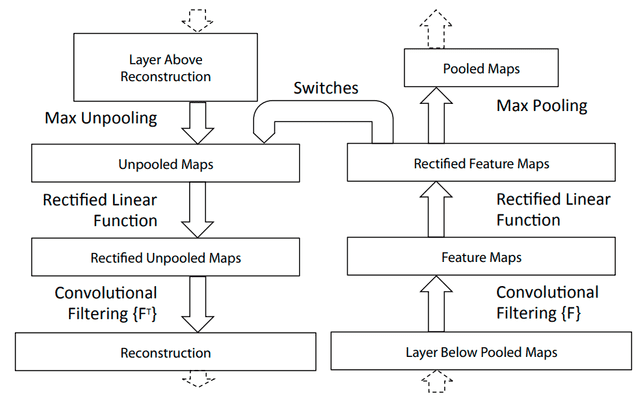 Layer Above
Reconstruction
Max Unpooling
Unpooled Maps
Rectified Linear
Function
Rectified Unpooled Maps
Convolutional
Filtering {Fᵀ}
Reconstruction
Switches
Pooled Maps
Max Pooling
Rectified Feature Maps
Rectified Linear
Function
Feature Maps
Convolutional
Filtering {F}
Layer Below Pooled Maps